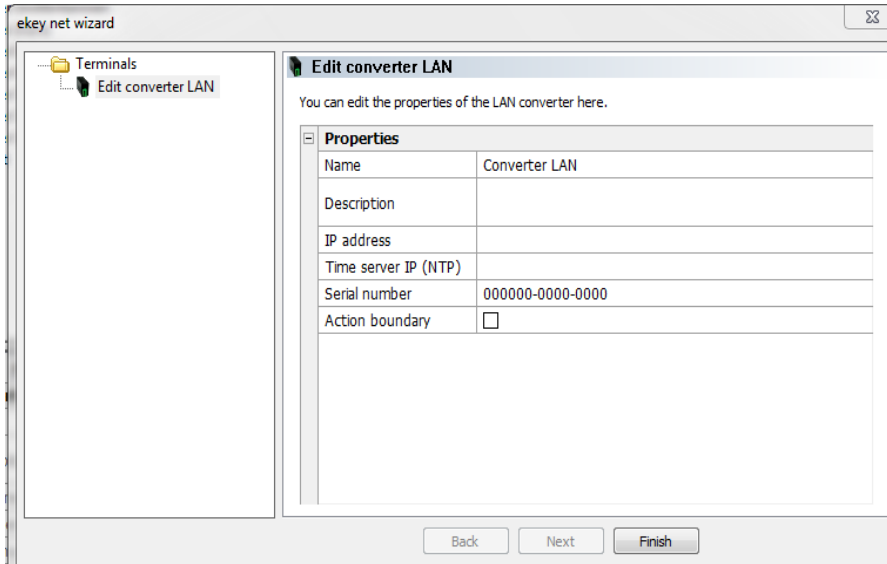 ekey net wizard
Terminals
Edit converter LAN
Edit converter LAN
You can edit the properties of the LAN converter here.
Properties
Name Converter LAN
Description
IP address
Time server IP (NTP)
Serial number 000000-0000-0000
Action boundary
Back Next Finish